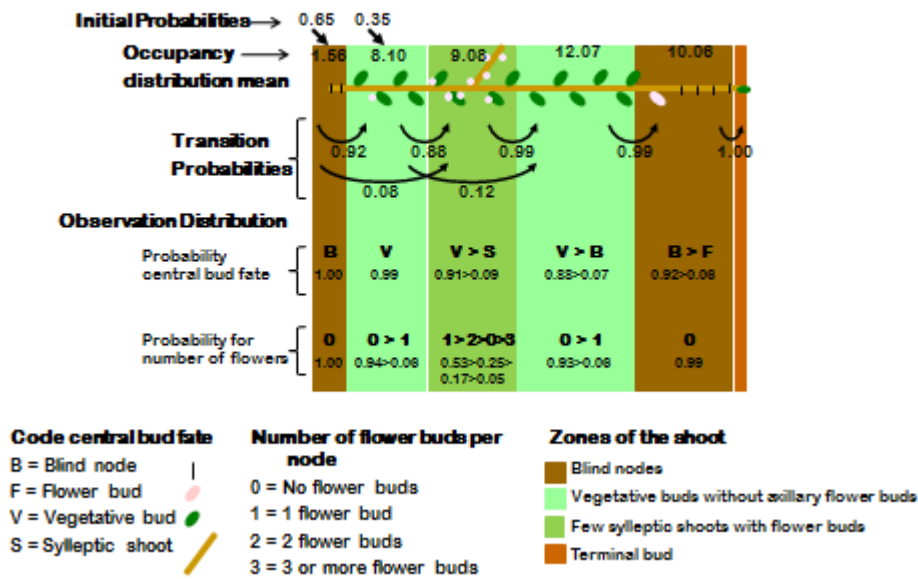 Initial Probabilities → 0.65 0.35
Occupancy → 1.56 8.10 9.08 12.07 10.06
distribution mean
Transition
Probabilities
0.92 0.88 0.99 0.99 1.00
0.08 0.12
Observation Distribution
Probability
central bud fate
B V V > S V > B B > F
1.00 0.99 0.91>0.09 0.88>0.07 0.92>0.08
Probability for
number of flowers
0 0 > 1 1>2>0>3 0 > 1 0
1.00 0.94>0.06 0.53>0.25> 0.93>0.06 0.99
0.17>0.05
Code central bud fate
B = Blind node
F = Flower bud
V = Vegetative bud
S = Sylleptic shoot
Number of flower buds per
node
0 = No flower buds
1 = 1 flower bud
2 = 2 flower buds
3 = 3 or more flower buds
Zones of the shoot
Blind nodes
Vegetative buds without axillary flower buds
Few sylleptic shoots with flower buds
Terminal bud